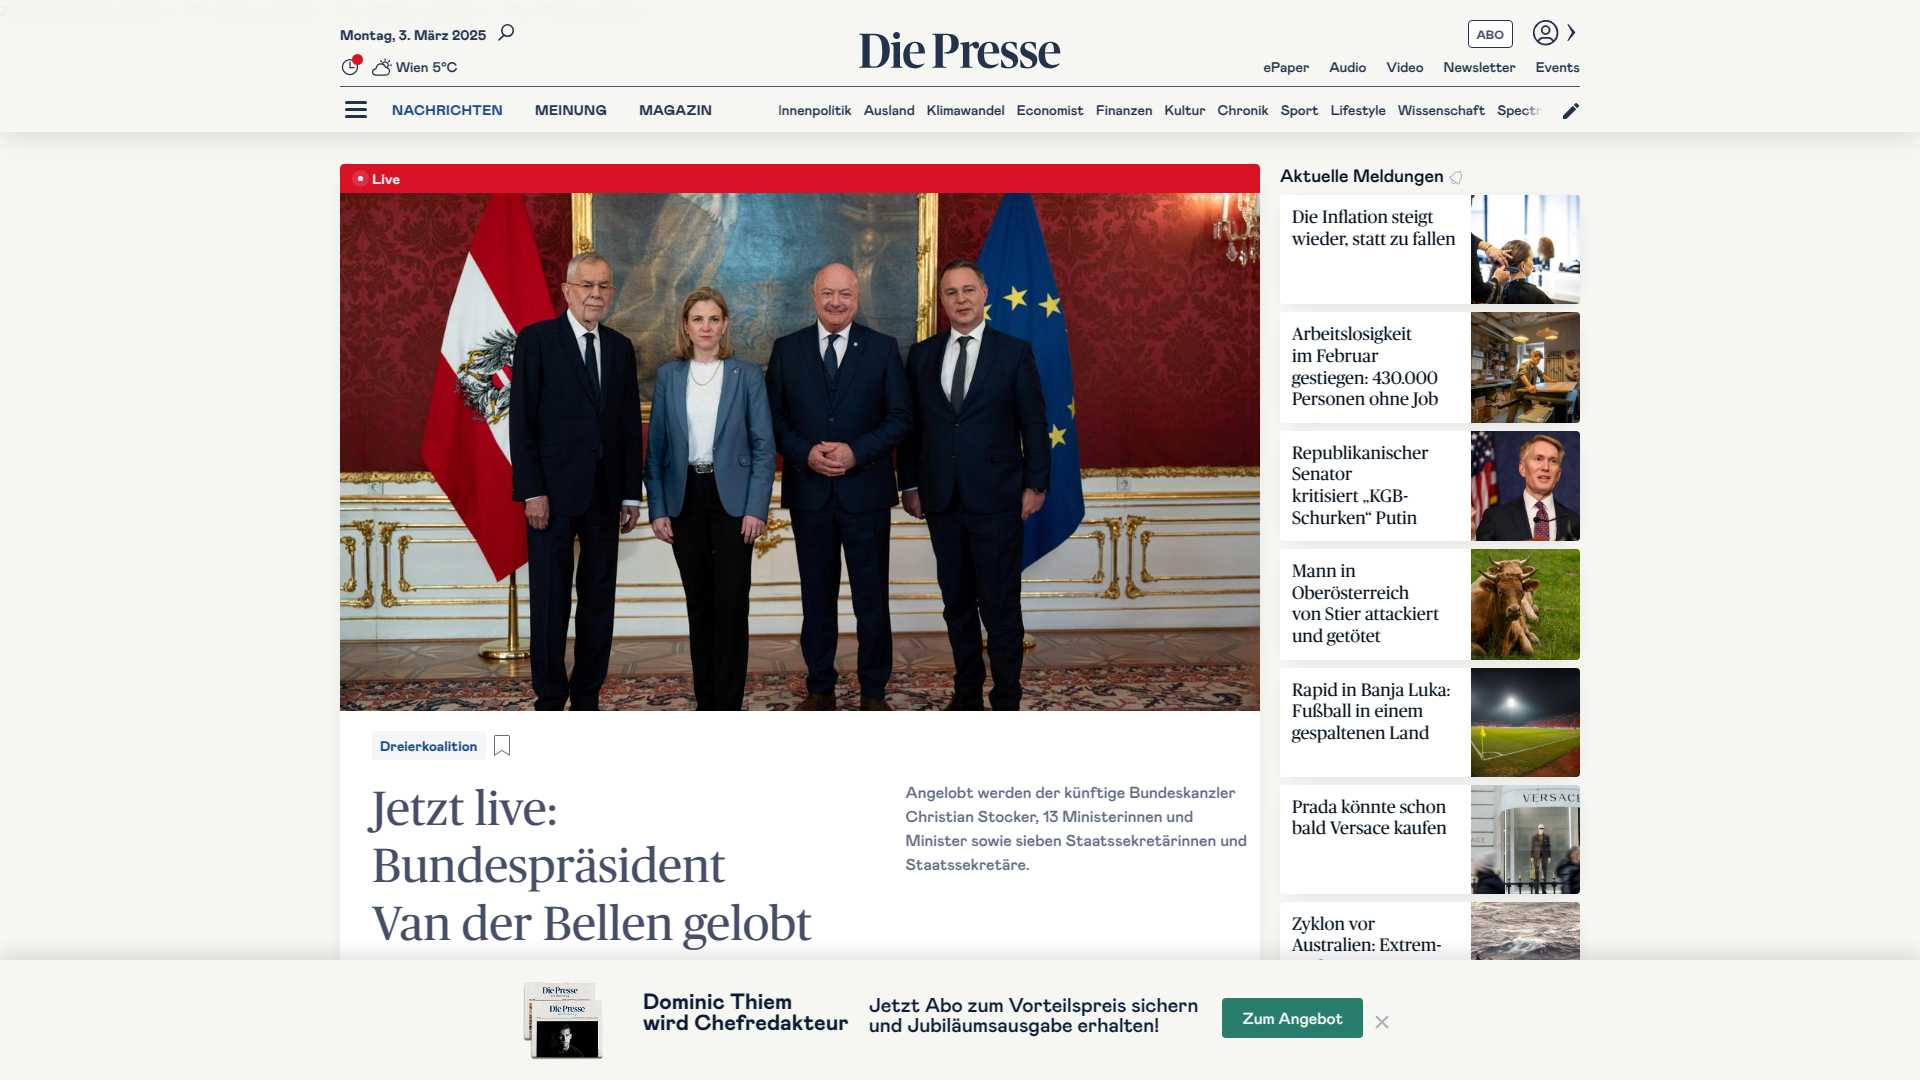 Montag, 3. März 2025
Wien 5°C
Die Presse
ABO
ePaper Audio Video Newsletter Events
NACHRICHTEN MEINUNG MAGAZIN
Innenpolitik Ausland Klimawandel Economist Finanzen Kultur Chronik Sport Lifestyle Wissenschaft Spectr
Live
Dreierkoalition
Jetzt live:
Bundespräsident
Van der Bellen gelobt
Angelobt werden der künftige Bundeskanzler
Christian Stocker, 13 Ministerinnen und
Minister sowie sieben Staatssekretärinnen und
Staatssekretäre.
Aktuelle Meldungen
Die Inflation steigt
wieder, statt zu fallen
Arbeitslosigkeit
im Februar
gestiegen: 430.000
Personen ohne Job
Republikanischer
Senator
kritisiert „KGB-
Schurken“ Putin
Mann in
Oberösterreich
von Stier attackiert
und getötet
Rapid in Banja Luka:
Fußball in einem
gespaltenen Land
Prada könnte schon
bald Versace kaufen
VERSACE
Zyklon vor
Australien: Extrem-
Die Presse
Die Presse
Dominic Thiem
wird Chefredakteur
Jetzt Abo zum Vorteilspreis sichern
und Jubiläumsausgabe erhalten!
Zum Angebot